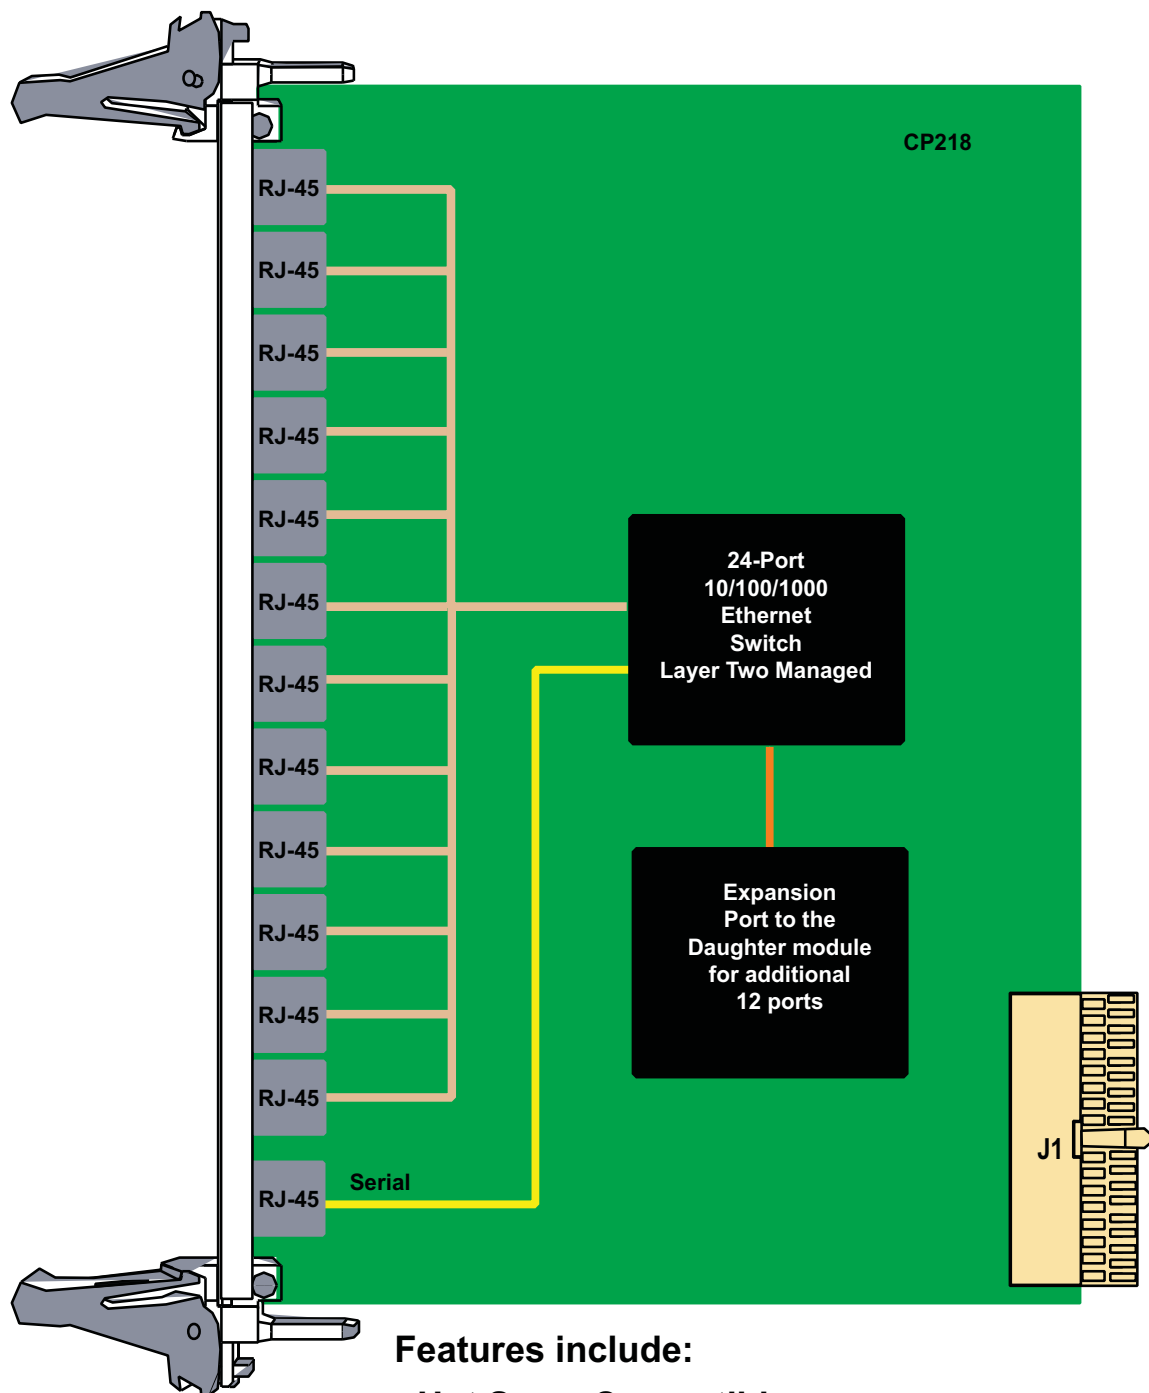 CP218
RJ-45
RJ-45
RJ-45
RJ-45
RJ-45
RJ-45
RJ-45
RJ-45
RJ-45
RJ-45
RJ-45
RJ-45
RJ-45
Serial
24-Port
10/100/1000
Ethernet
Switch
Layer Two Managed
Expansion
Port to the
Daughter module
for additional
12 ports
J1
Features include: